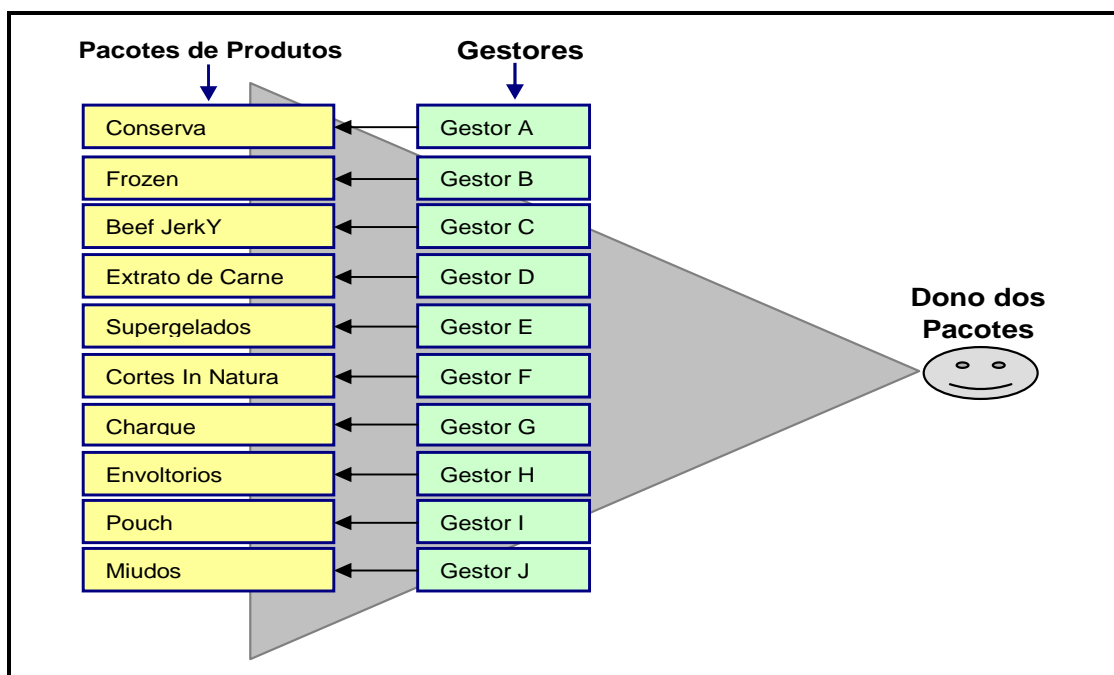 Pacotes de Produtos
Gestores
Conserva
Gestor A
Frozen
Gestor B
Beef JerkY
Gestor C
Extrato de Carne
Gestor D
Supergelados
Gestor E
Cortes In Natura
Gestor F
Charque
Gestor G
Envoltorios
Gestor H
Pouch
Gestor I
Miudos
Gestor J
Dono dos
Pacotes